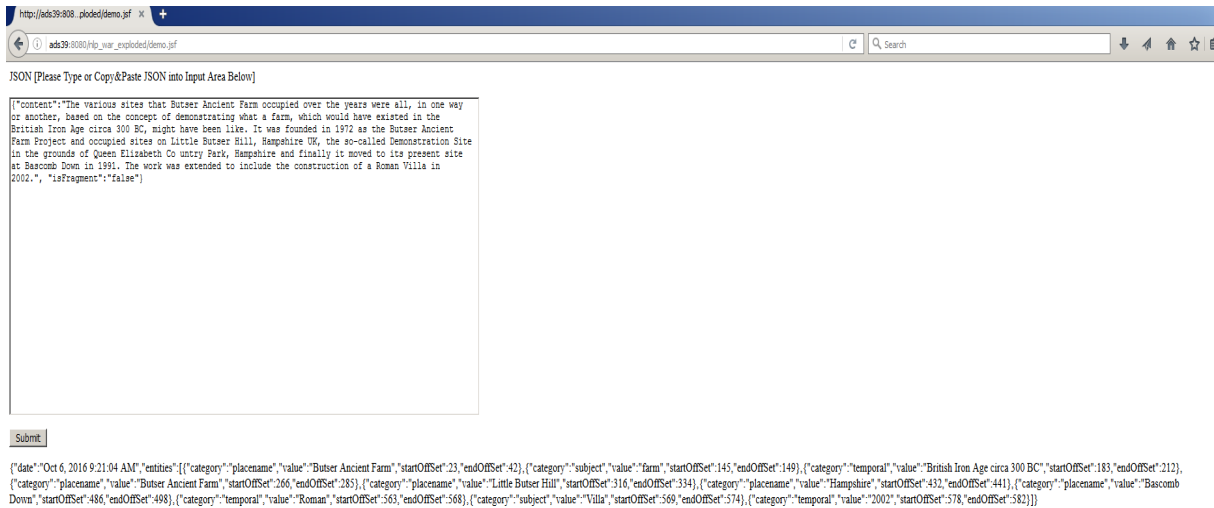 http://ads39:808...ploded/demo.jsf × +
ads39:8080/nlp_war_exploded/demo.jsf Search
JSON [Please Type or Copy&Paste JSON into Input Area Below]
{"content":"The various sites that Butser Ancient Farm occupied over the years were all, in one way
or another, based on the concept of demonstrating what a farm, which would have existed in the
British Iron Age circa 300 BC, might have been like. It was founded in 1972 as the Butser Ancient
Farm Project and occupied sites on Little Butser Hill, Hampshire UK, the so-called Demonstration Site
in the grounds of Queen Elizabeth Co untry Park, Hampshire and finally it moved to its present site
at Bascomb Down in 1991. The work was extended to include the construction of a Roman Villa in
2002.", "isFragment":"false"}
Submit
{"date":"Oct 6, 2016 9:21:04 AM","entities":[{"category":"placename","value":"Butser Ancient Farm","startOffSet":23,"endOffSet":42},{"category":"subject","value":"farm","startOffSet":145,"endOffSet":149},{"category":"temporal","value":"British Iron Age circa 300 BC","startOffSet":183,"endOffSet":212},
{"category":"placename","value":"Butser Ancient Farm","startOffSet":266,"endOffSet":285},{"category":"placename","value":"Little Butser Hill","startOffSet":316,"endOffSet":334},{"category":"placename","value":"Hampshire","startOffSet":432,"endOffSet":441},{"category":"placename","value":"Bascomb
Down","startOffSet":486,"endOffSet":498},{"category":"temporal","value":"Roman","startOffSet":563,"endOffSet":568},{"category":"subject","value":"Villa","startOffSet":569,"endOffSet":574},{"category":"temporal","value":"2002","startOffSet":578,"endOffSet":582}]}